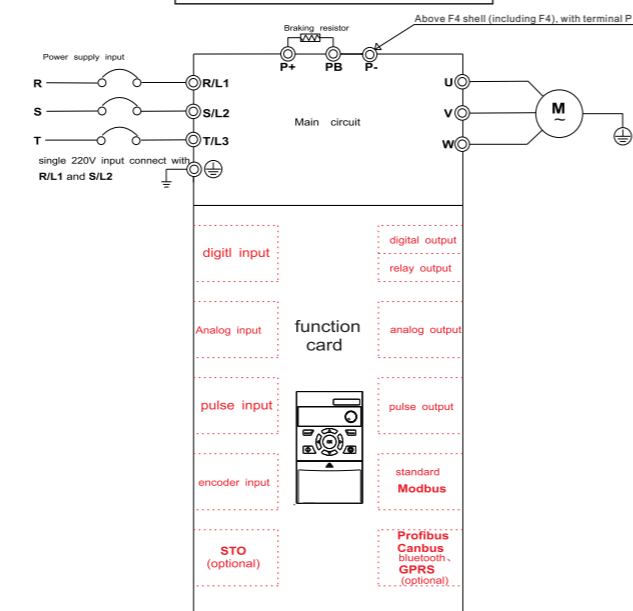 Above F4 shell (including F4), with terminal P
Braking resistor
P+ PB P-
Power supply input
R R/L1
S S/L2
T T/L3
single 220V input connect with
R/L1 and S/L2
Main circuit
U
V
W
M
~
digitl input
digital output
relay output
Analog input
function
card
analog output
pulse input
pulse output
encoder input
standard
Modbus
STO
(optional)
Profibus
Canbus
bluetooth、
GPRS
(optional)